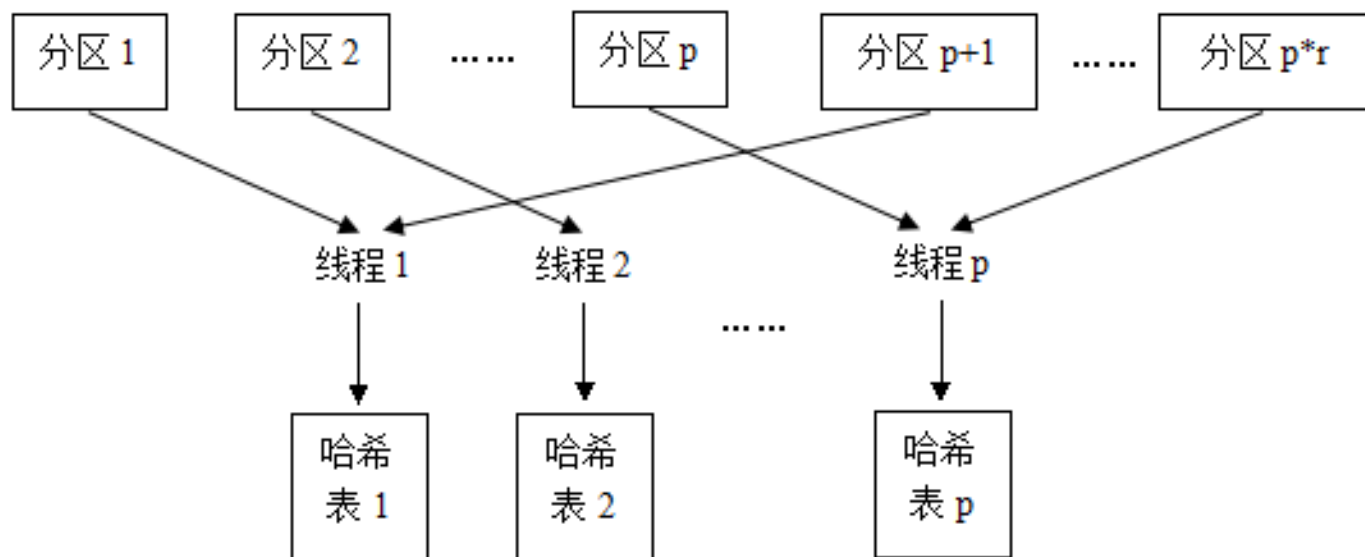 分区 1
分区 2
……
分区 p
分区 p+1
……
分区 p*r
线程 1
线程 2
线程 p
……
哈希
表 1
哈希
表 2
哈希
表 p